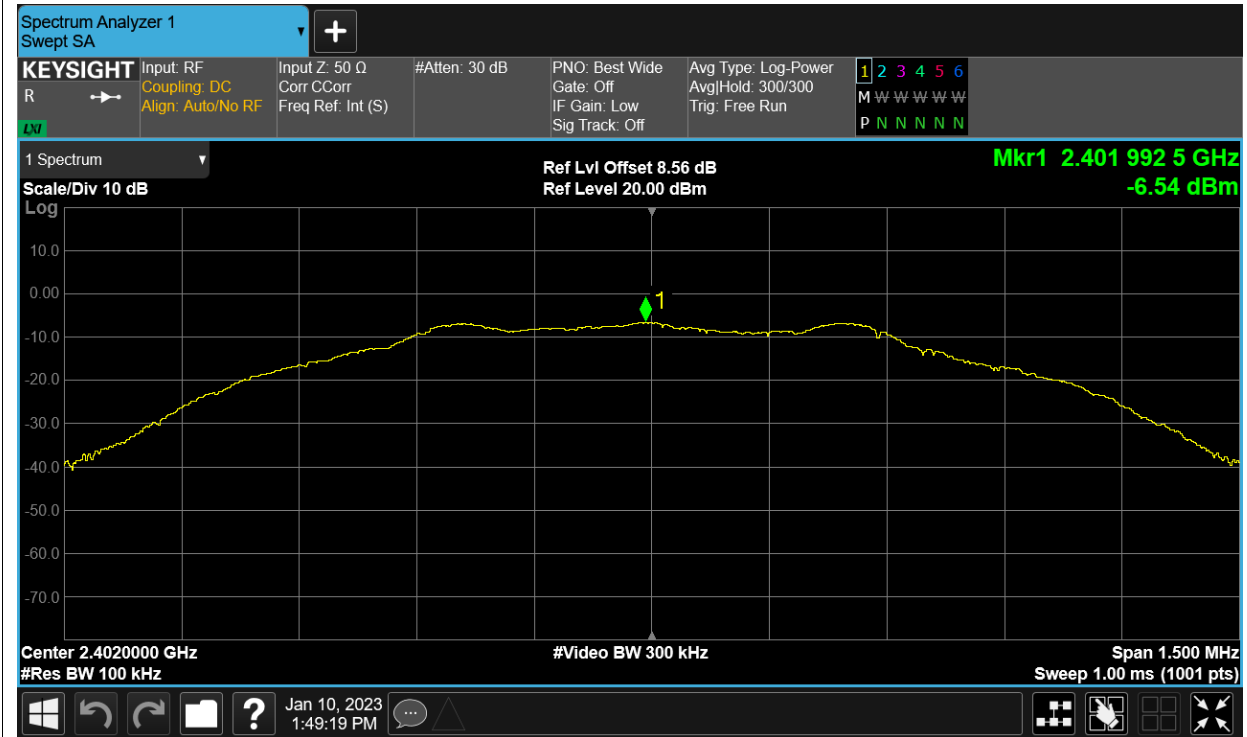 Spectrum Analyzer 1
Swept SA
KEYSIGHT
R
LXI
Input: RF
Coupling: DC
Align: Auto/No RF
Input Z: 50 Ω
Corr CCorr
Freq Ref: Int (S)
#Atten: 30 dB
PNO: Best Wide
Gate: Off
IF Gain: Low
Sig Track: Off
Avg Type: Log-Power
Avg|Hold: 300/300
Trig: Free Run
1 2 3 4 5 6
M W W W W W
P N N N N N
1 Spectrum
Scale/Div 10 dB
Ref Lvl Offset 8.56 dB
Ref Level 20.00 dBm
Mkr1 2.401 992 5 GHz
-6.54 dBm
Log
10.0
0.00
-10.0
-20.0
-30.0
-40.0
-50.0
-60.0
-70.0
1
Center 2.4020000 GHz
#Res BW 100 kHz
#Video BW 300 kHz
Span 1.500 MHz
Sweep 1.00 ms (1001 pts)
?
Jan 10, 2023
1:49:19 PM